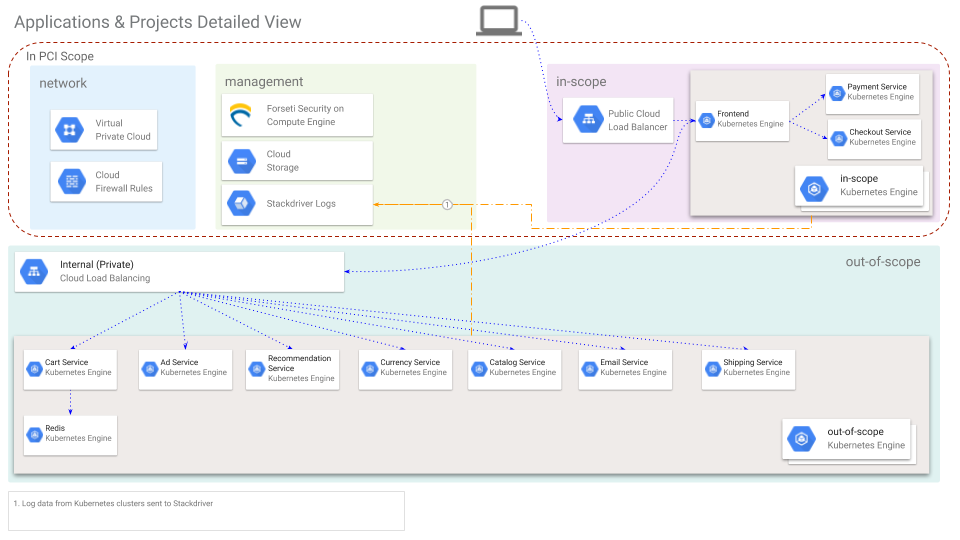 Applications & Projects Detailed View
In PCI Scope
network
Virtual
Private Cloud
Cloud
Firewall Rules
management
Forseti Security on
Compute Engine
Cloud
Storage
Stackdriver Logs
1
in-scope
Public Cloud
Load Balancer
Frontend
Kubernetes Engine
Payment Service
Kubernetes Engine
Checkout Service
Kubernetes Engine
in-scope
Kubernetes Engine
out-of-scope
Internal (Private)
Cloud Load Balancing
Cart Service
Kubernetes Engine
Ad Service
Kubernetes Engine
Recommendation
Service
Kubernetes Engine
Currency Service
Kubernetes Engine
Catalog Service
Kubernetes Engine
Email Service
Kubernetes Engine
Shipping Service
Kubernetes Engine
Redis
Kubernetes Engine
out-of-scope
Kubernetes Engine
1. Log data from Kubernetes clusters sent to Stackdriver